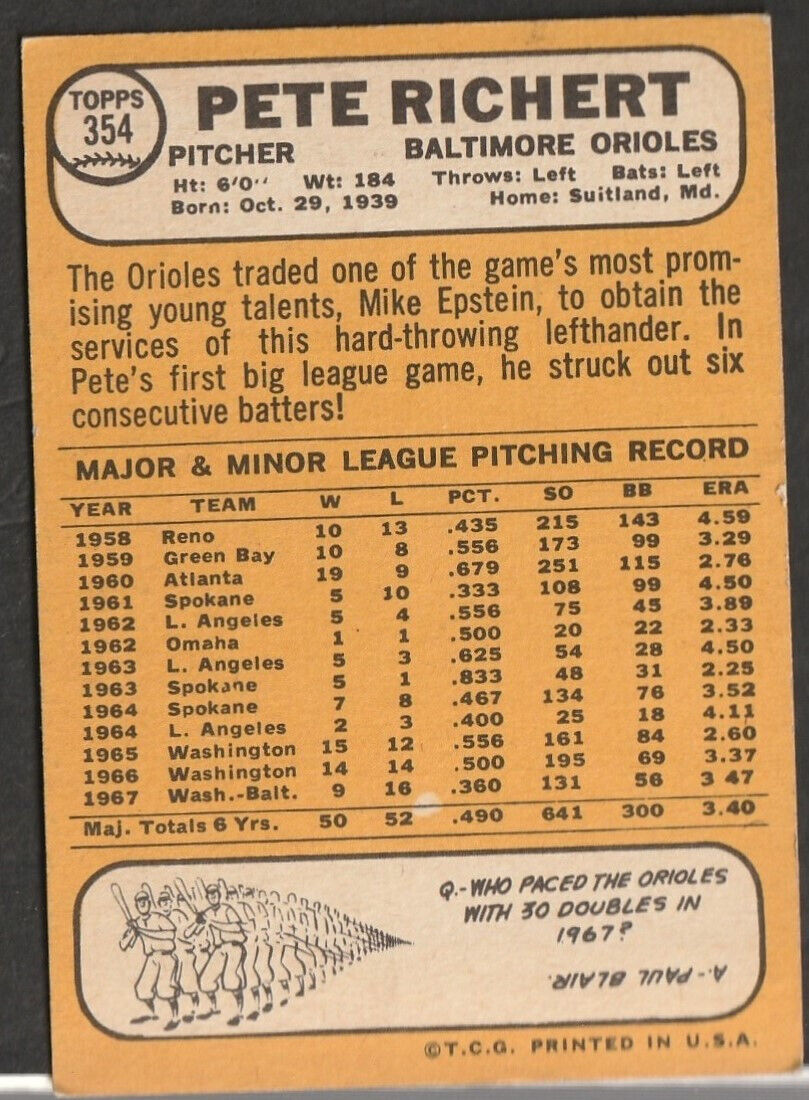 TOPPS
354
PETE RICHERT
PITCHER BALTIMORE ORIOLES
Ht: 6'0" Wt: 184 Throws: Left Bats: Left
Born: Oct. 29, 1939 Home: Suitland, Md.
The Orioles traded one of the game's most prom-
ising young talents, Mike Epstein, to obtain the
services of this hard-throwing lefthander. In
Pete's first big league game, he struck out six
consecutive batters!
MAJOR & MINOR LEAGUE PITCHING RECORD
YEAR TEAM W L PCT. SO BB ERA
1958 Reno 10 13 .435 215 143 4.59
1959 Green Bay 10 8 .556 173 99 3.29
1960 Atlanta 19 9 .679 251 115 2.76
1961 Spokane 5 10 .333 108 99 4.50
1962 L. Angeles 5 4 .556 75 45 3.89
1962 Omaha 1 1 .500 20 22 2.33
1963 L. Angeles 5 3 .625 54 28 4.50
1963 Spokane 5 1 .833 48 31 2.25
1964 Spokane 7 8 .467 134 76 3.52
1964 L. Angeles 2 3 .400 25 18 4.11
1965 Washington 15 12 .556 161 84 2.60
1966 Washington 14 14 .500 195 69 3.37
1967 Wash.-Balt. 9 16 .360 131 56 3 47
Maj. Totals 6 Yrs. 50 52 .490 641 300 3.40
Q.-WHO PACED THE ORIOLES
WITH 30 DOUBLES IN
1967?
A.-PAUL BLAIR.
©T.C.G. PRINTED IN U.S.A.